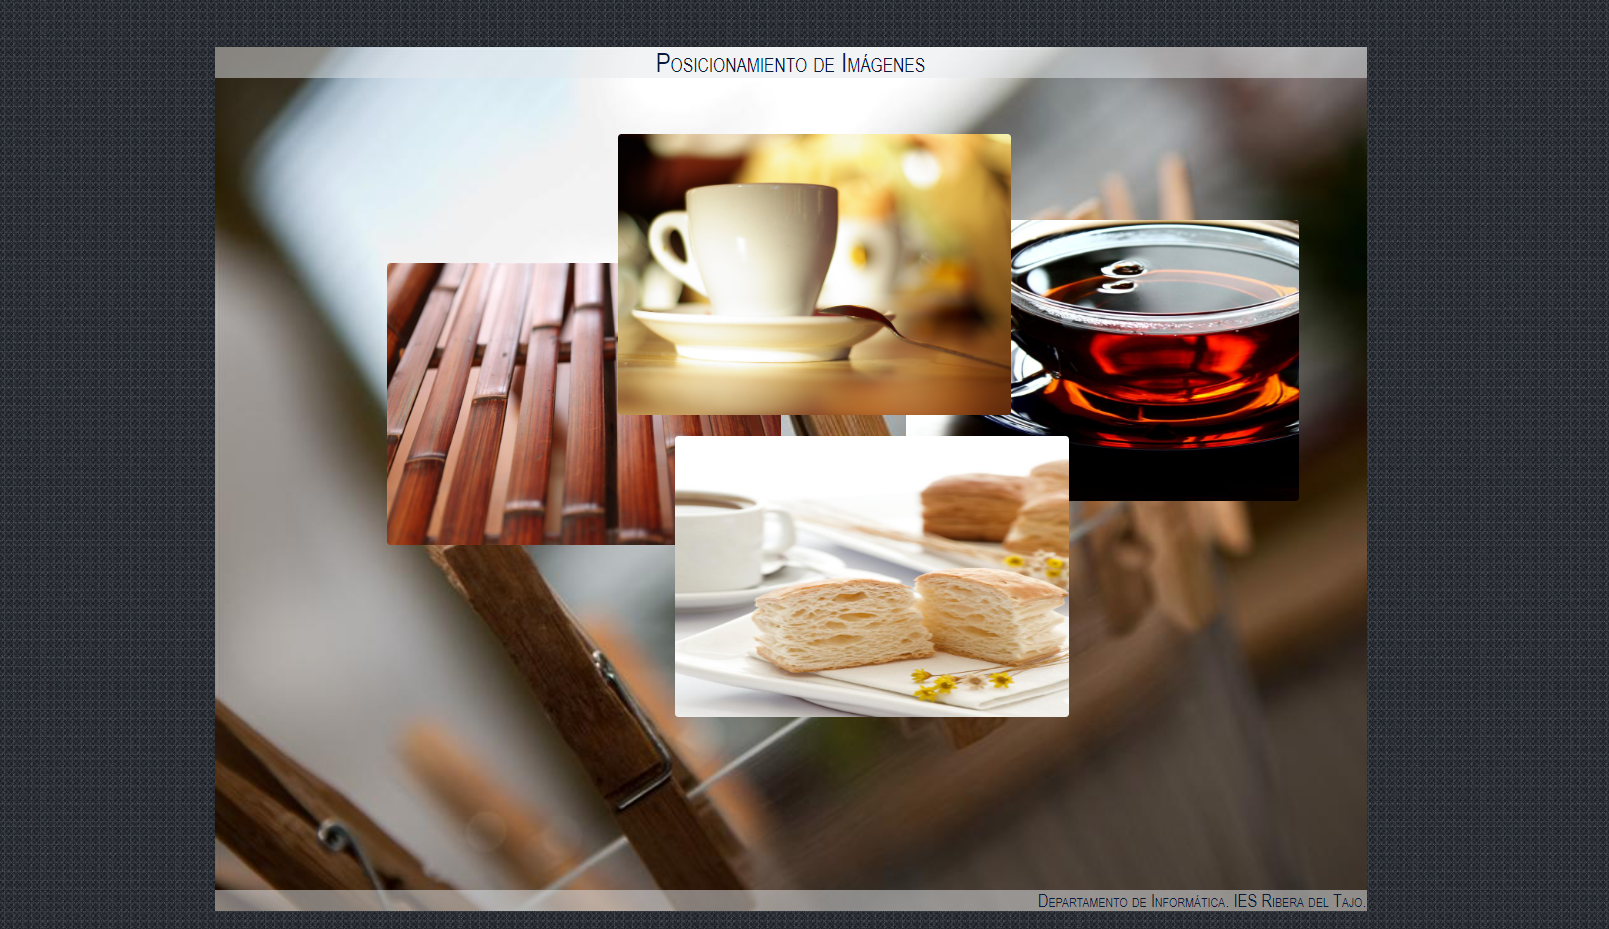 Posicionamiento de Imágenes
Departamento de Informática. IES Ribera del Tajo.